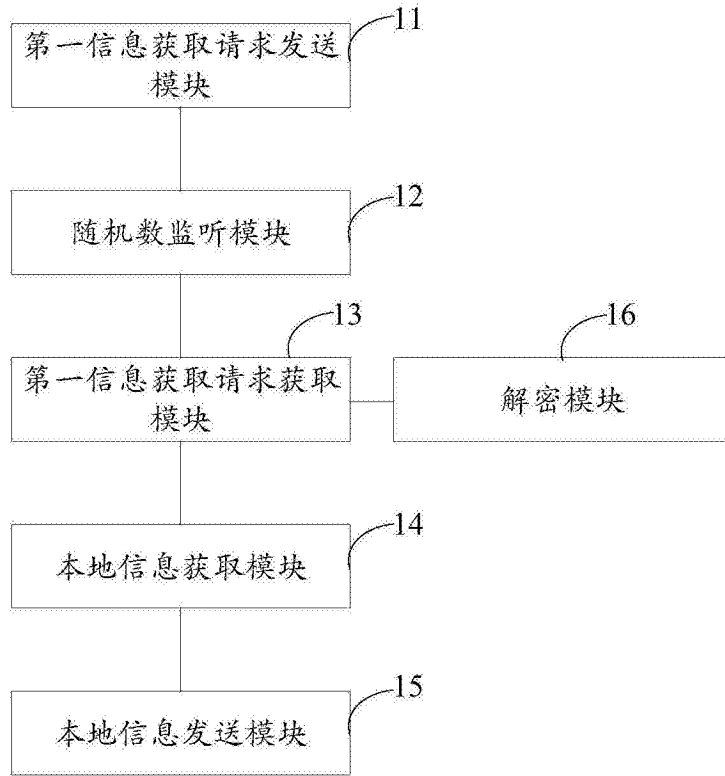 11
第一信息获取请求发送
模块
12
随机数监听模块
13
第一信息获取请求获取
模块
16
解密模块
14
本地信息获取模块
15
本地信息发送模块